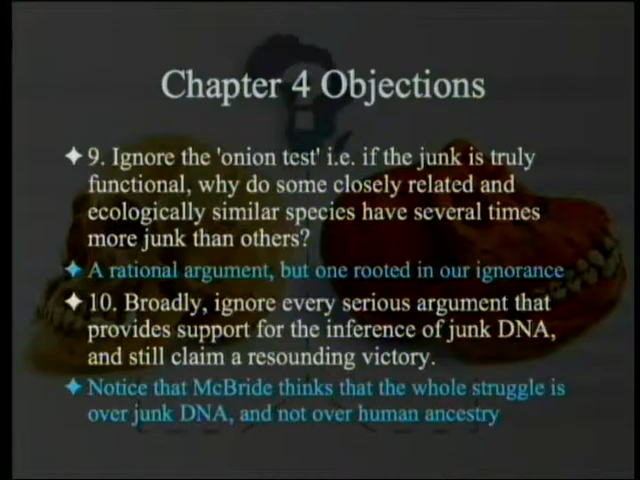 Chapter 4 Objections
9. Ignore the 'onion test' i.e. if the junk is truly
functional, why do some closely related and
ecologically similar species have several times
more junk than others?
A rational argument, but one rooted in our ignorance
10. Broadly, ignore every serious argument that
provides support for the inference of junk DNA,
and still claim a resounding victory.
Notice that McBride thinks that the whole struggle is
over junk DNA, and not over human ancestry